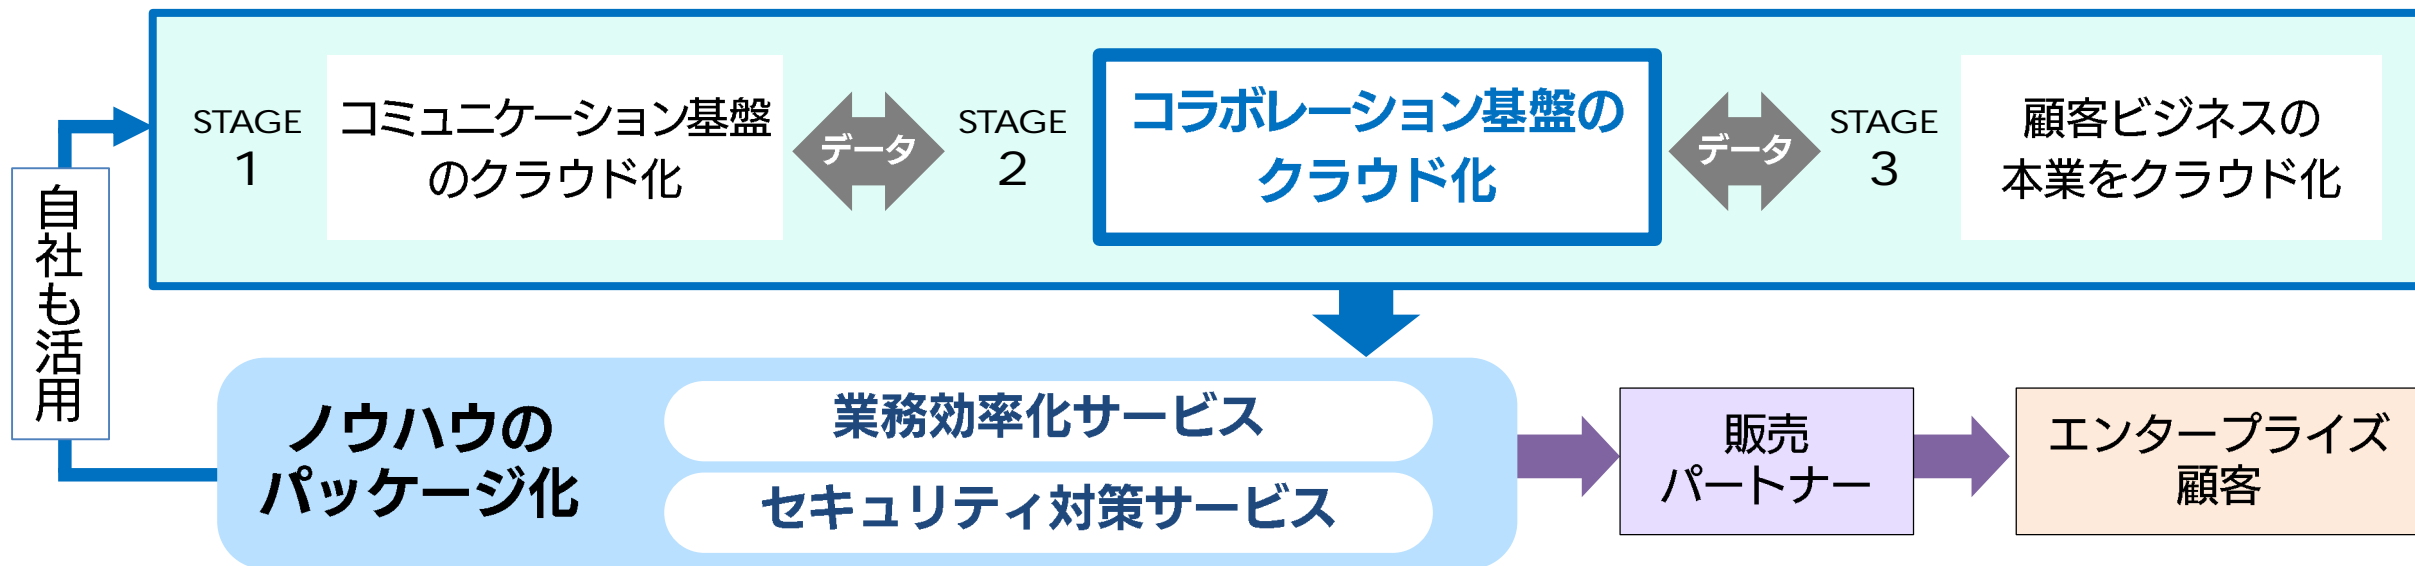 STAGE
1
コミュニケーション基盤
のクラウド化
データ
STAGE
2
コラボレーション基盤の
クラウド化
データ
STAGE
3
顧客ビジネスの
本業をクラウド化
自社も活用
ノウハウの
パッケージ化
業務効率化サービス
セキュリティ対策サービス
販売
パートナー
エンタープライズ
顧客